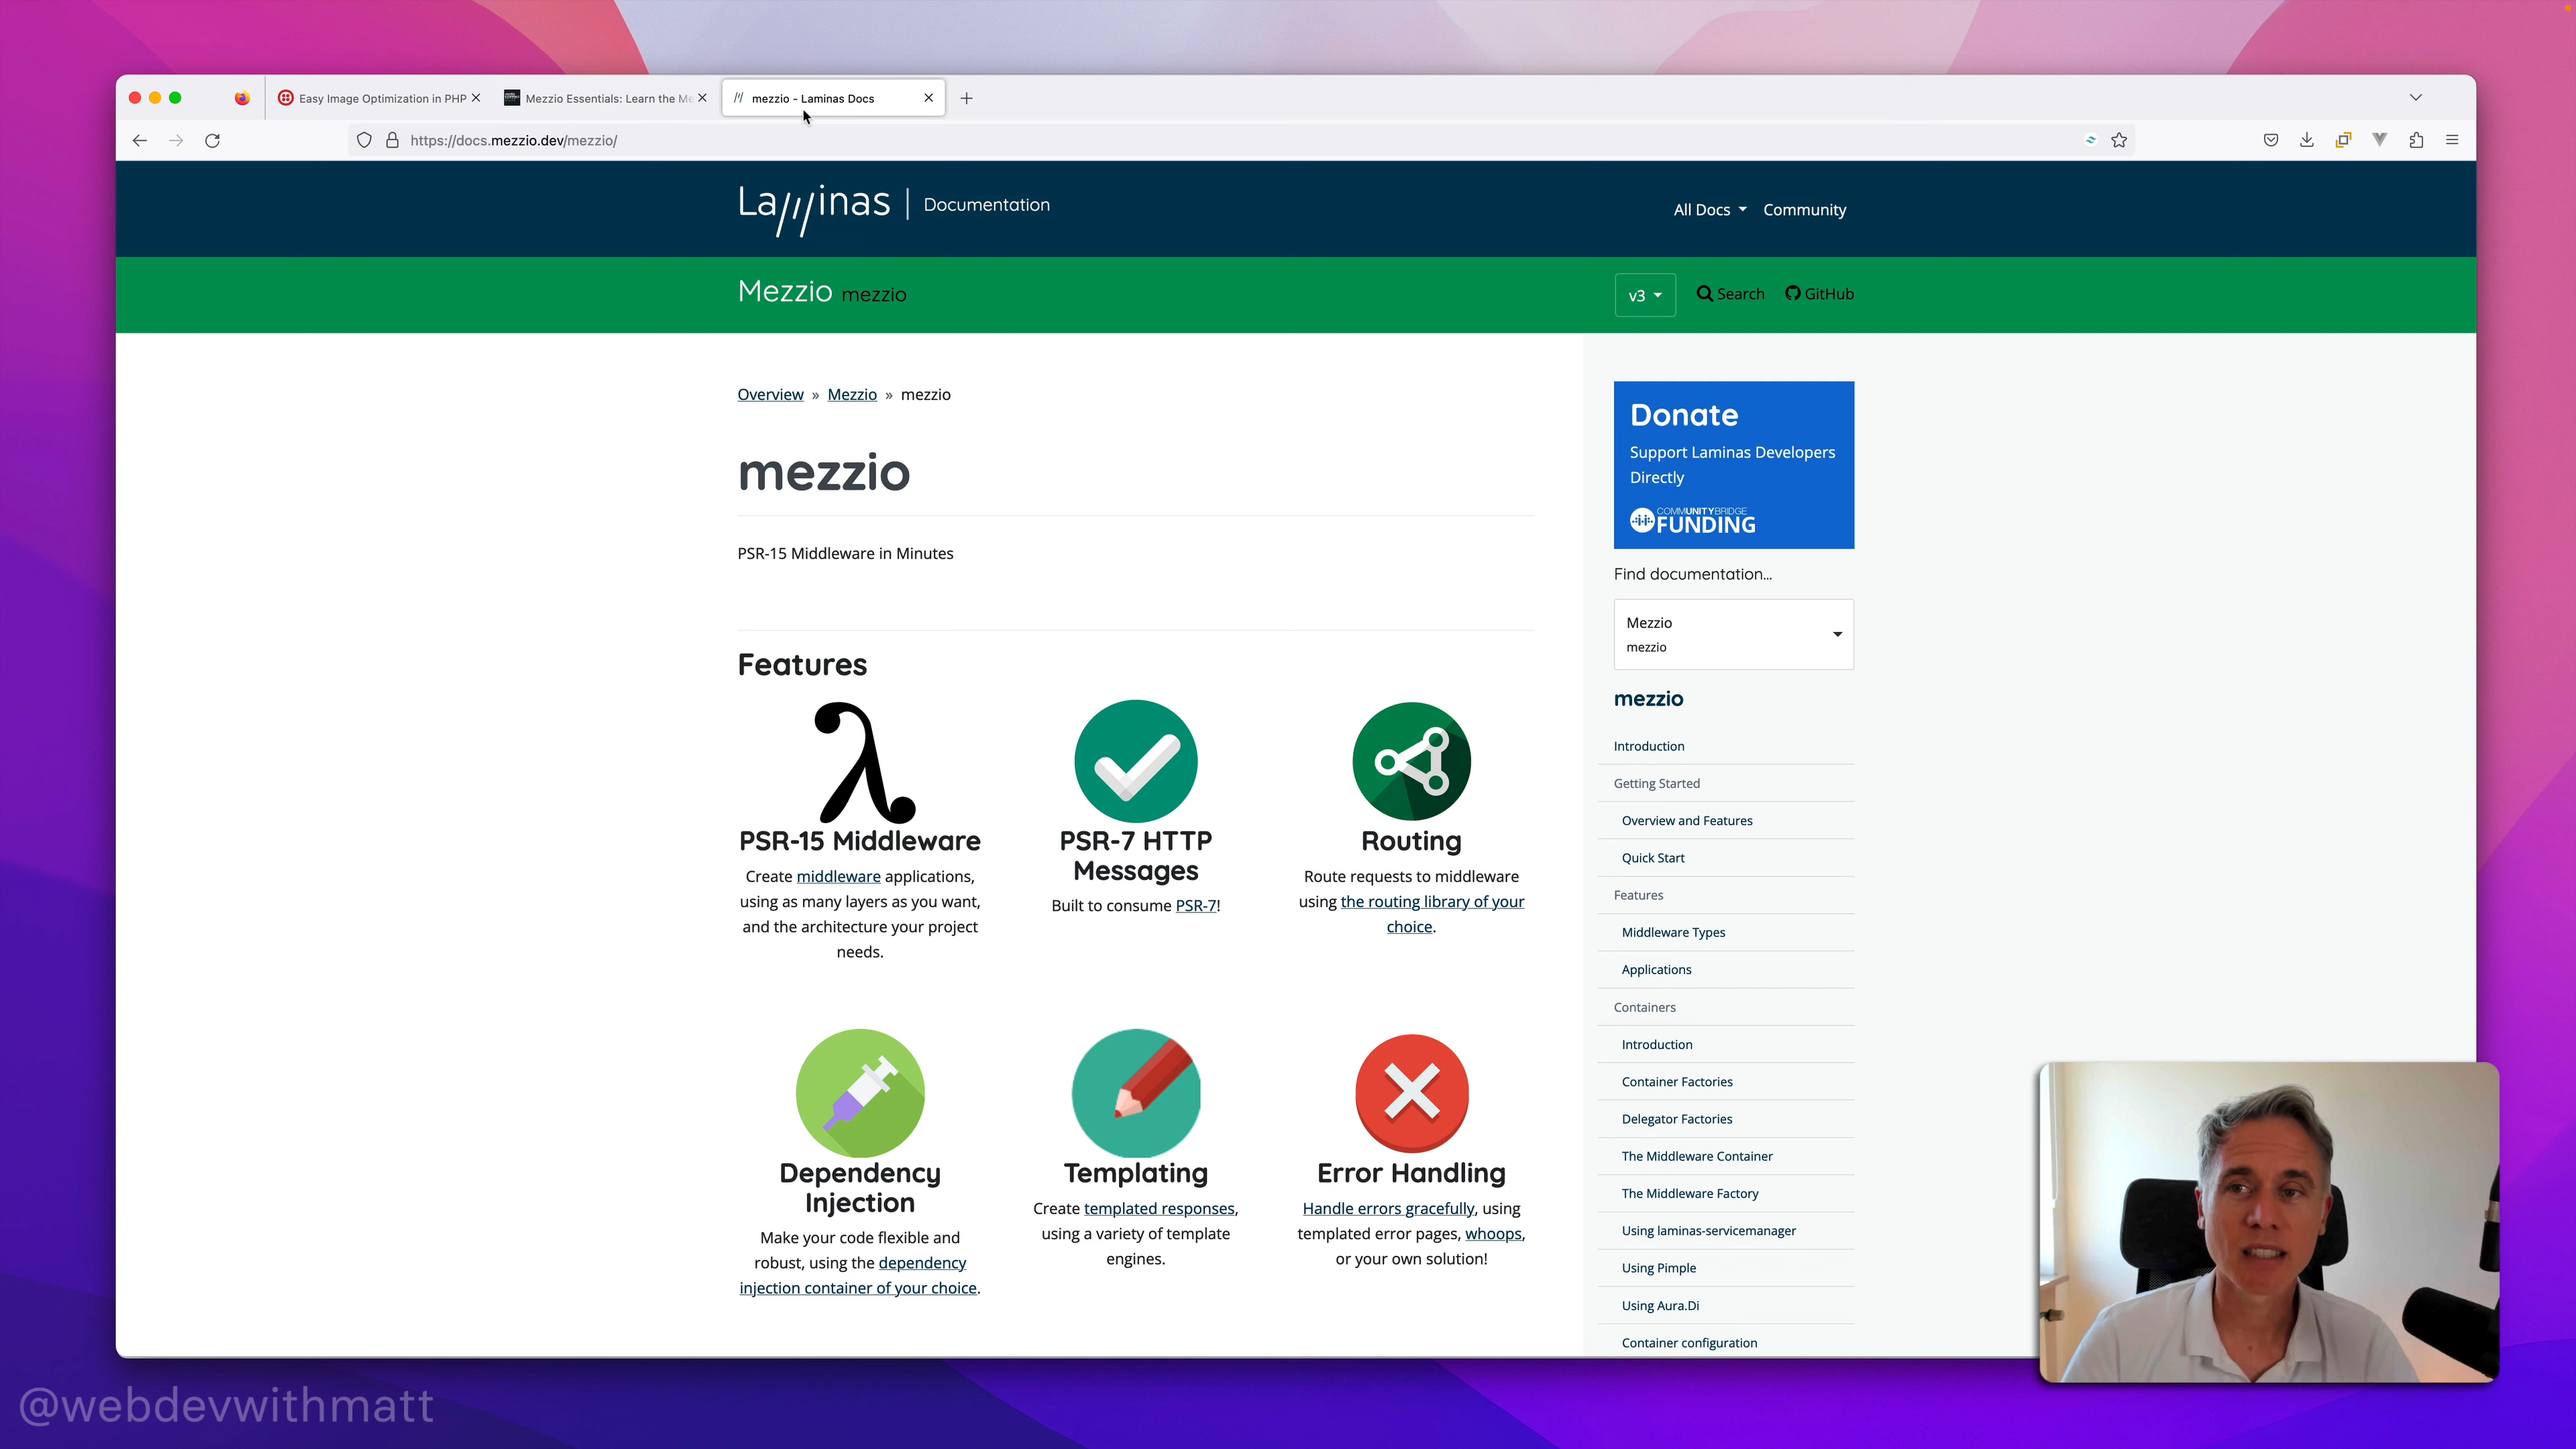 Easy Image Optimization in PHP
Mezzio Essentials: Learn the Me
mezzio - Laminas Docs
https://docs.mezzio.dev/mezzio/
Laminas | Documentation
All Docs
Community
Mezzio mezzio
v3
Search
GitHub
Overview » Mezzio » mezzio
mezzio
PSR-15 Middleware in Minutes
Features
PSR-15 Middleware
Create middleware applications,
using as many layers as you want,
and the architecture your project
needs.
PSR-7 HTTP
Messages
Built to consume PSR-7!
Routing
Route requests to middleware
using the routing library of your
choice.
Dependency
Injection
Make your code flexible and
robust, using the dependency
injection container of your choice.
Templating
Create templated responses,
using a variety of template
engines.
Error Handling
Handle errors gracefully, using
templated error pages, whoops,
or your own solution!
Donate
Support Laminas Developers
Directly
COMMUNITYBRIDGE
FUNDING
Find documentation...
Mezzio
mezzio
mezzio
Introduction
Getting Started
Overview and Features
Quick Start
Features
Middleware Types
Applications
Containers
Introduction
Container Factories
Delegator Factories
The Middleware Container
The Middleware Factory
Using laminas-servicemanager
Using Pimple
Using Aura.Di
Container configuration
@webdevwithmatt